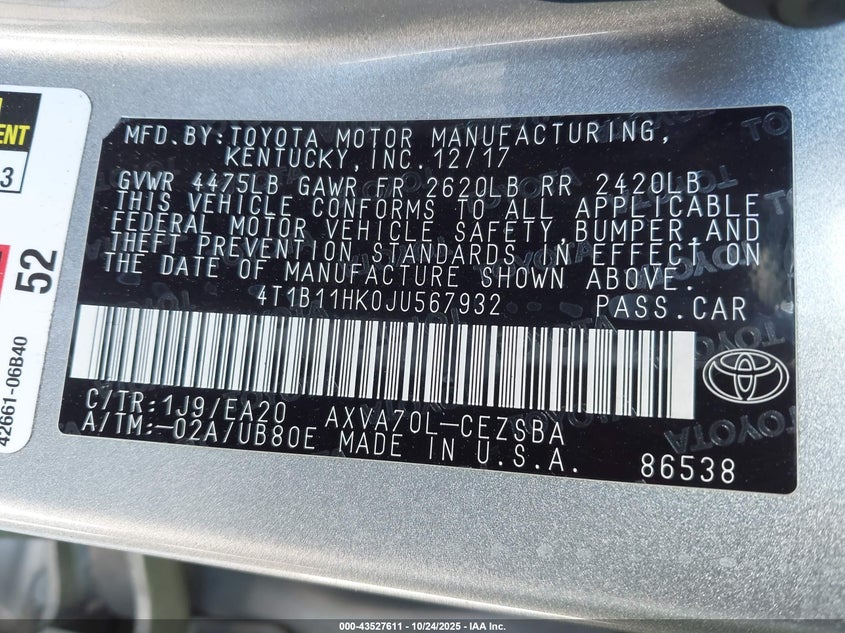 MFD.BY:TOYOTA MOTOR MANUFACTURING,
KENTUCKY,INC.12/17
GVWR 4475LB GAWR FR 2620LB RR 2420LB
THIS VEHICLE CONFORMS TO ALL APPLICABLE
FEDERAL MOTOR VEHICLE SAFETY,BUMPER,AND
THEFT PREVENTION STANDARDS IN EFFECT ON
THE DATE OF MANUFACTURE SHOWN ABOVE.
4T1B11HK0JU567932 PASS.CAR
C/TR:1J9/EA20 AXVA70L-CEZSBA
A/TM:-02A/UB80E MADE IN U.S.A. 86538
TOYOTA
52
42661-06B40
3
000-43527611 - 10/24/2025 - IAA Inc.